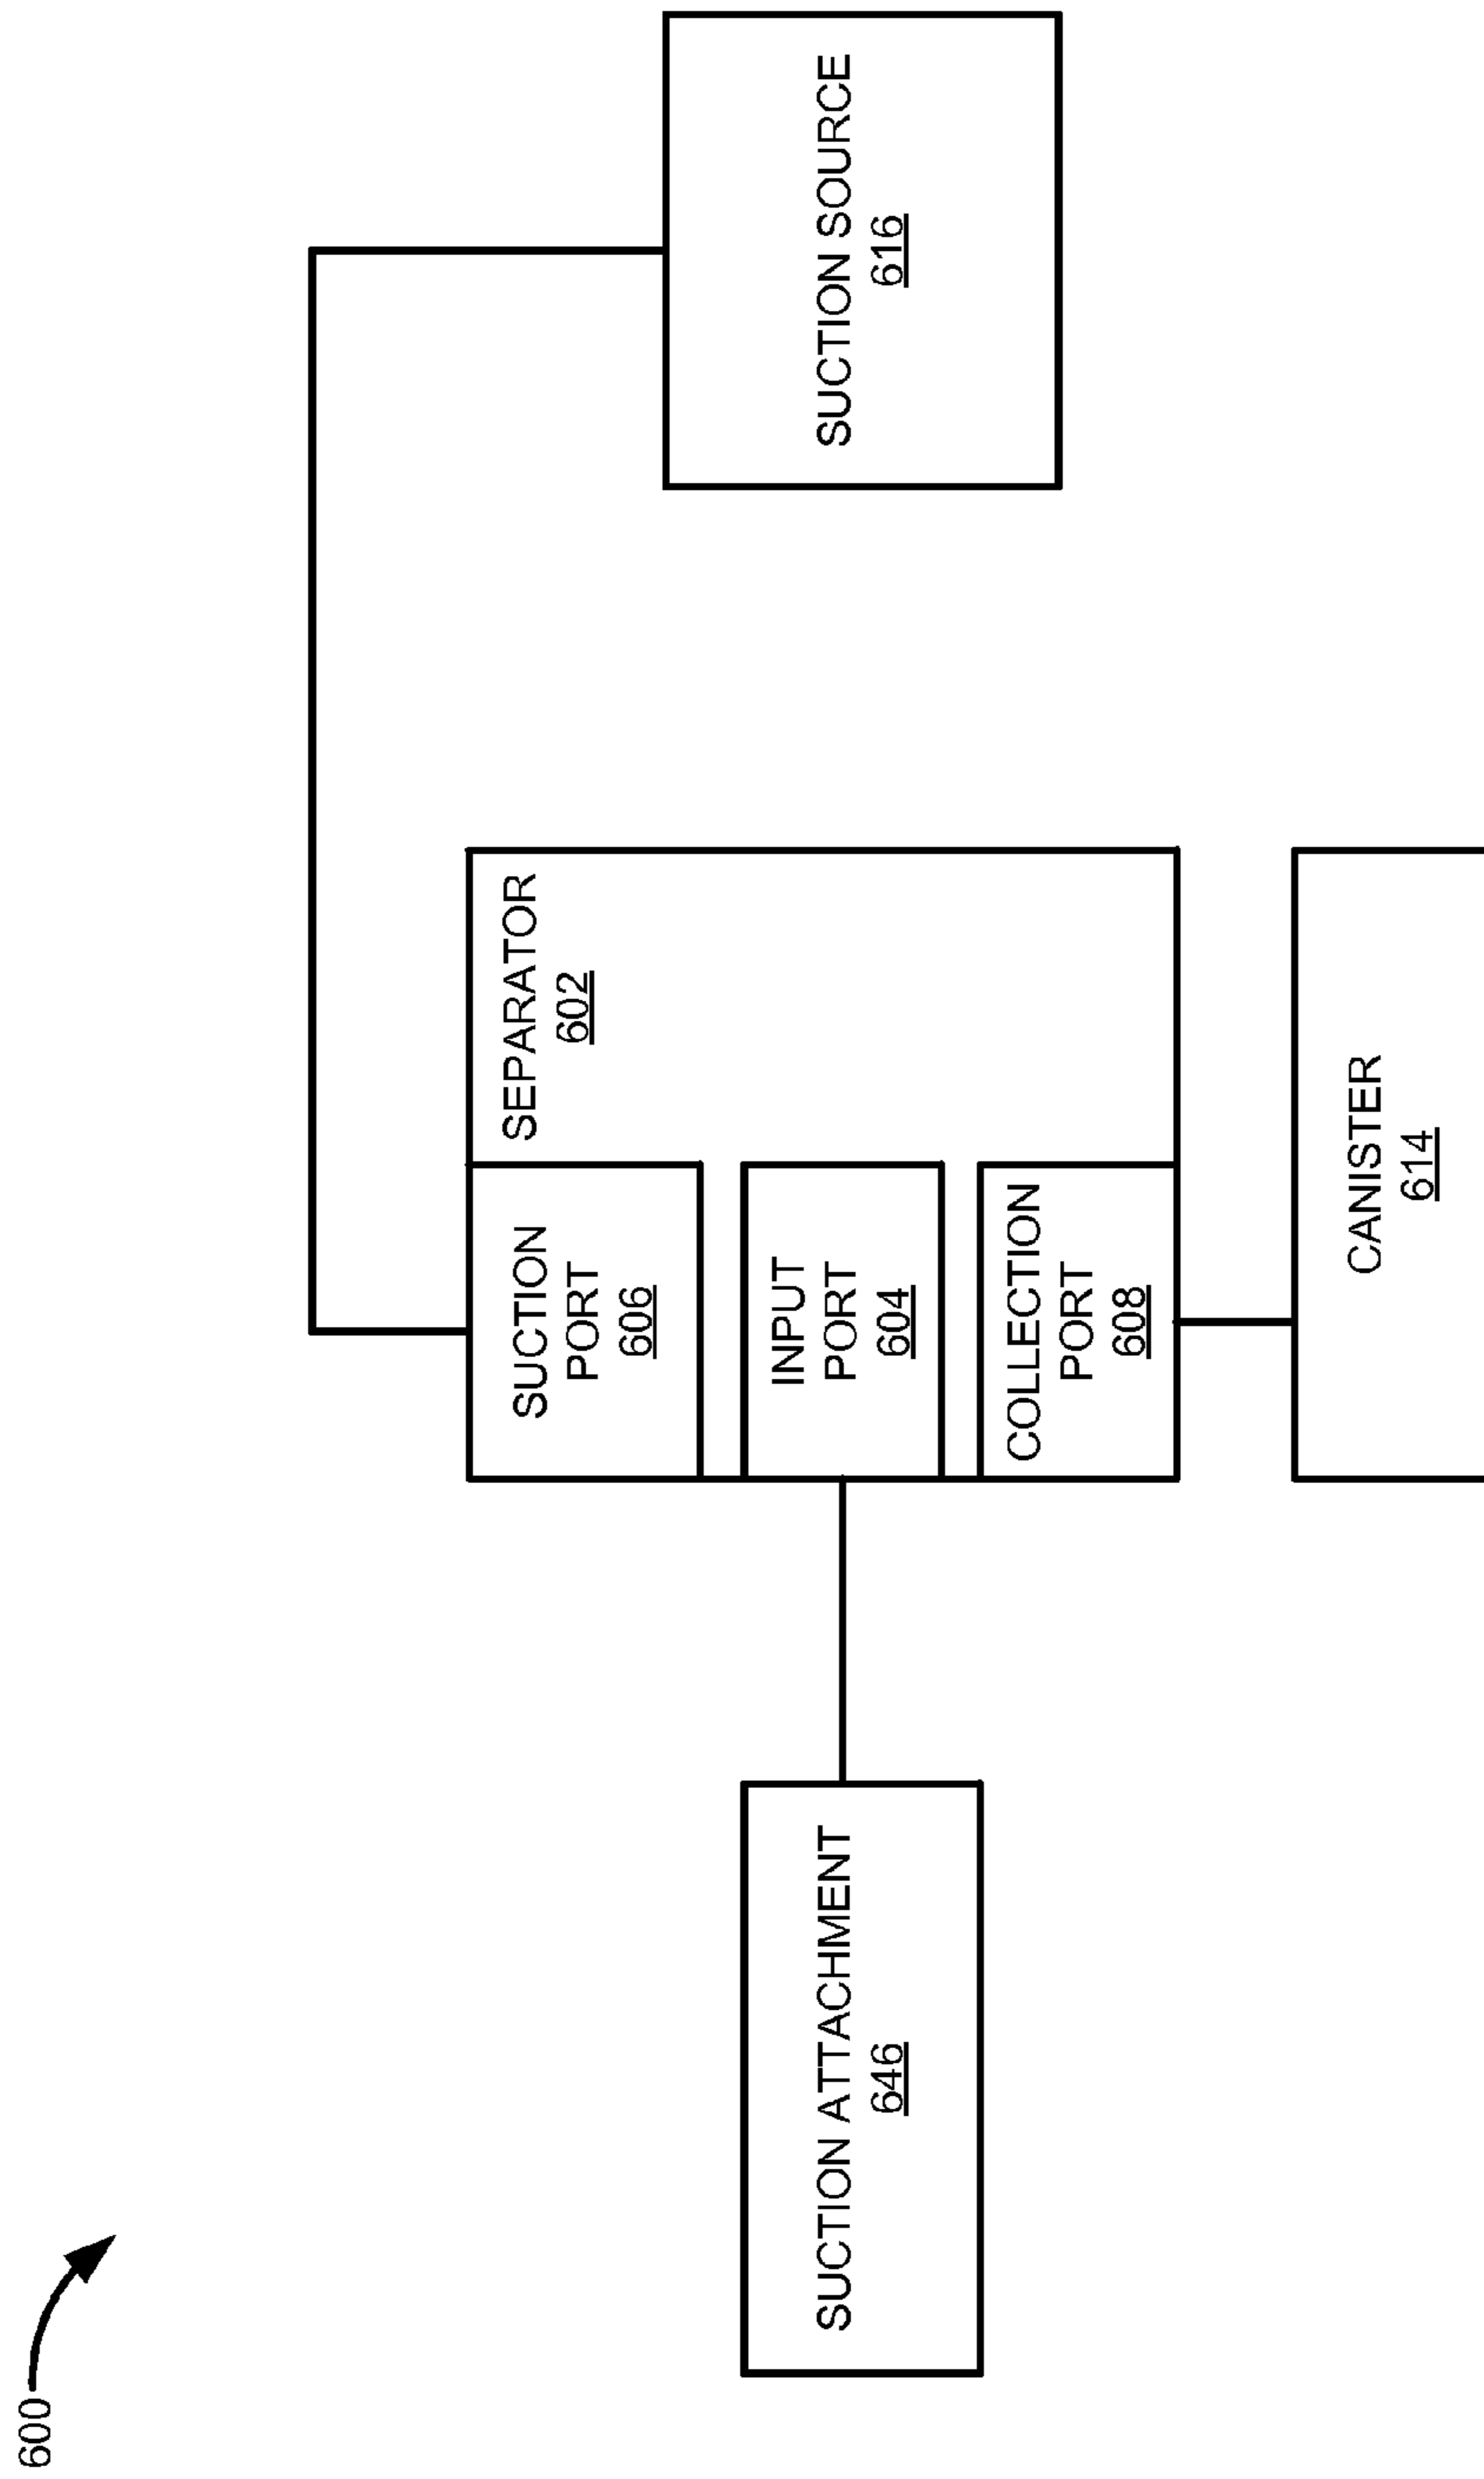 600
SUCTION
PORT
606
SEPARATOR
602
SUCTION ATTACHMENT
646
INPUT
PORT
604
SUCTION SOURCE
616
COLLECTION
PORT
608
CANISTER
614